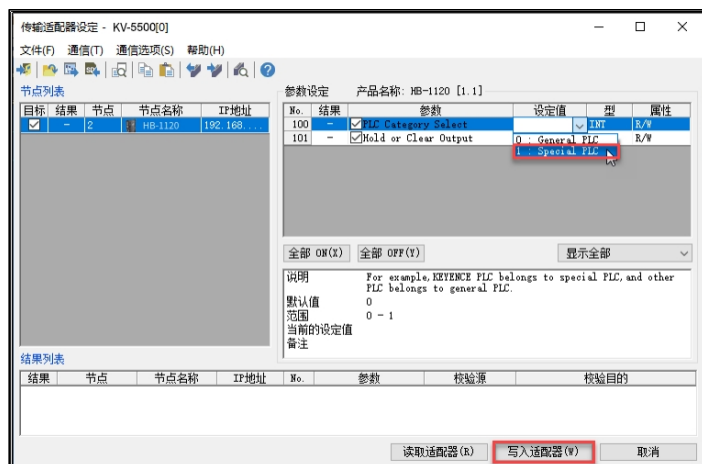 传输适配器设定 - KV-5500[0]
文件(F) 通信(T) 通信选项(S) 帮助(H)
节点列表
目标 结果 节点 节点名称 IP地址
- 2 HB-1120 192.168....
参数设定 产品名称: HB-1120 [1.1]
No. 结果 参数 设定值 型 属性
100 - PLC Category Select INT R/W
101 - Hold or Clear Output R/W
0 : General PLC
1 : Special PLC
全部 ON(X) 全部 OFF(Y) 显示全部
说明 For example,KEYENCE PLC belongs to special PLC,and other
PLC belongs to general PLC.
默认值 0
范围 0 - 1
当前的设定值
备注
结果列表
结果 节点 节点名称 IP地址 No. 参数 校验源 校验目的
读取适配器(R) 写入适配器(W) 取消